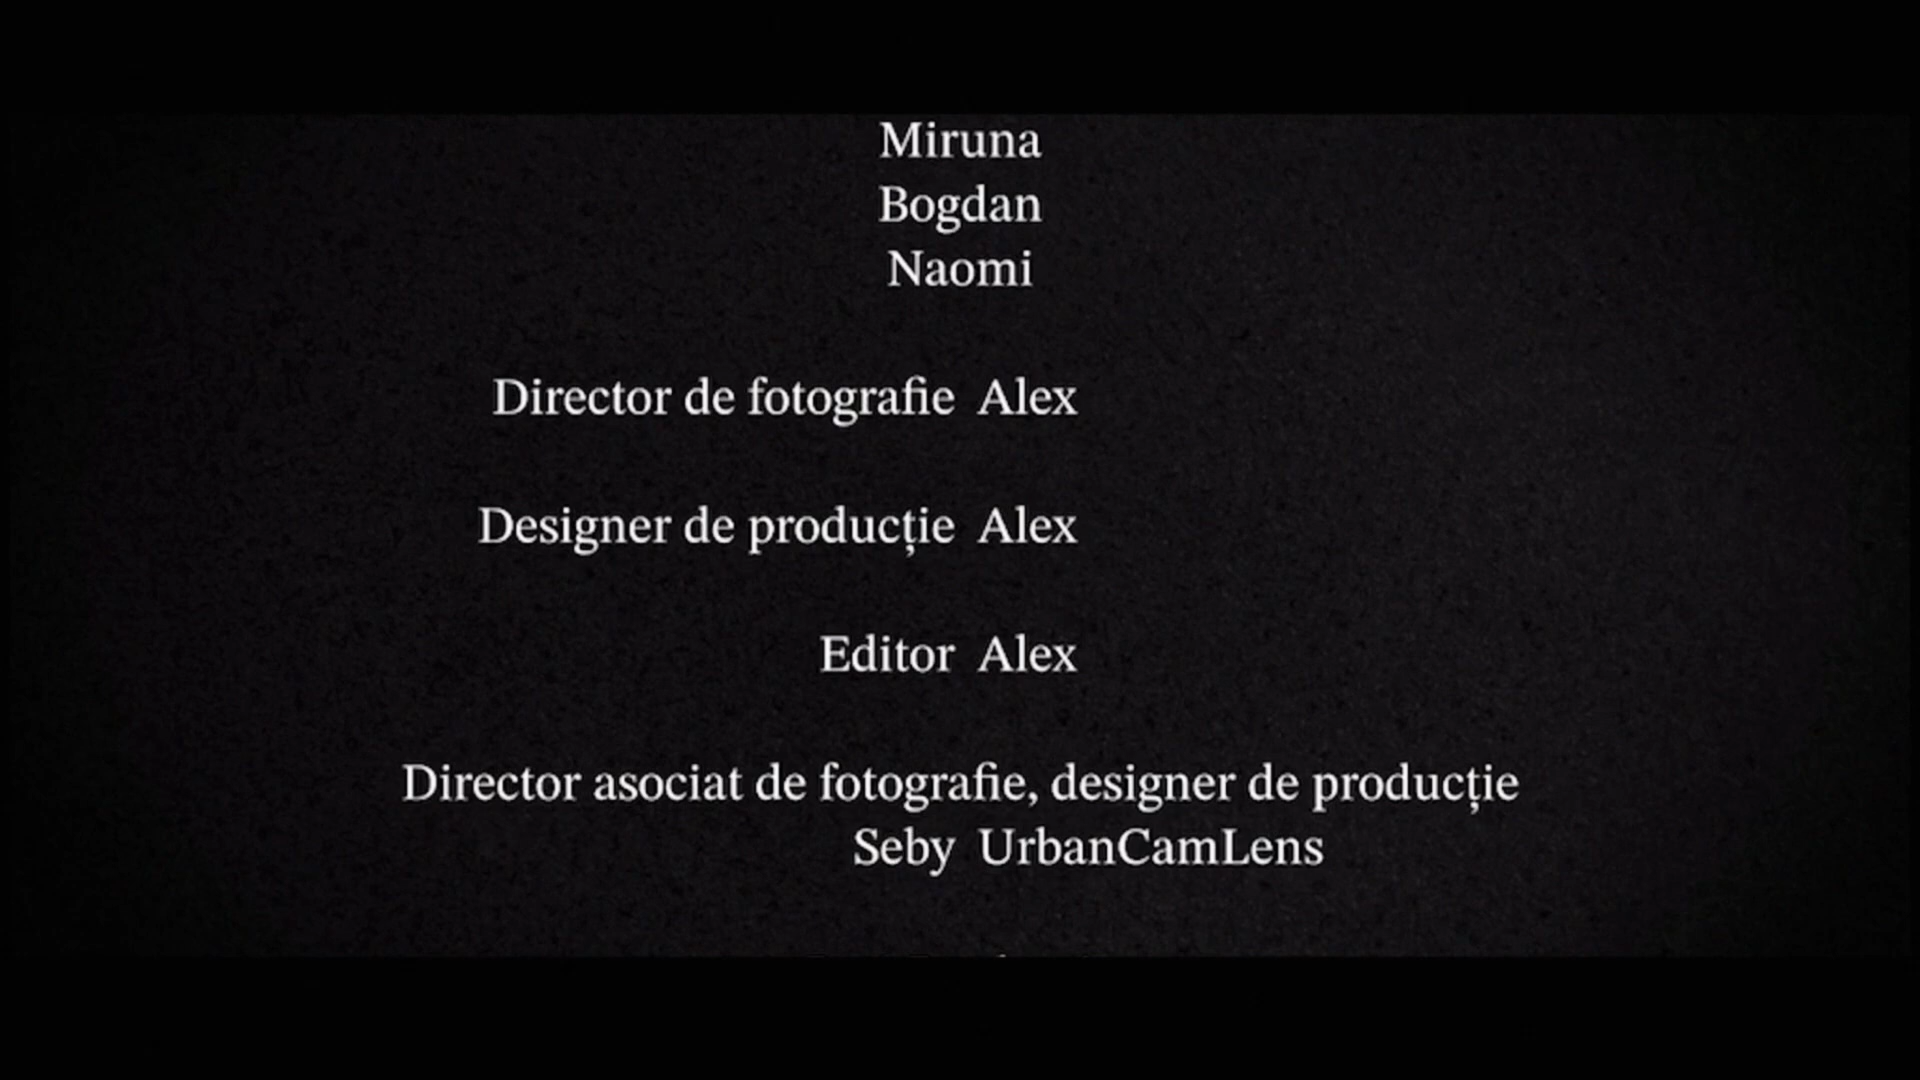 Miruna
Bogdan
Naomi
Director de fotografie Alex
Designer de producție Alex
Editor Alex
Director asociat de fotografie, designer de producție
Seby UrbanCamLens